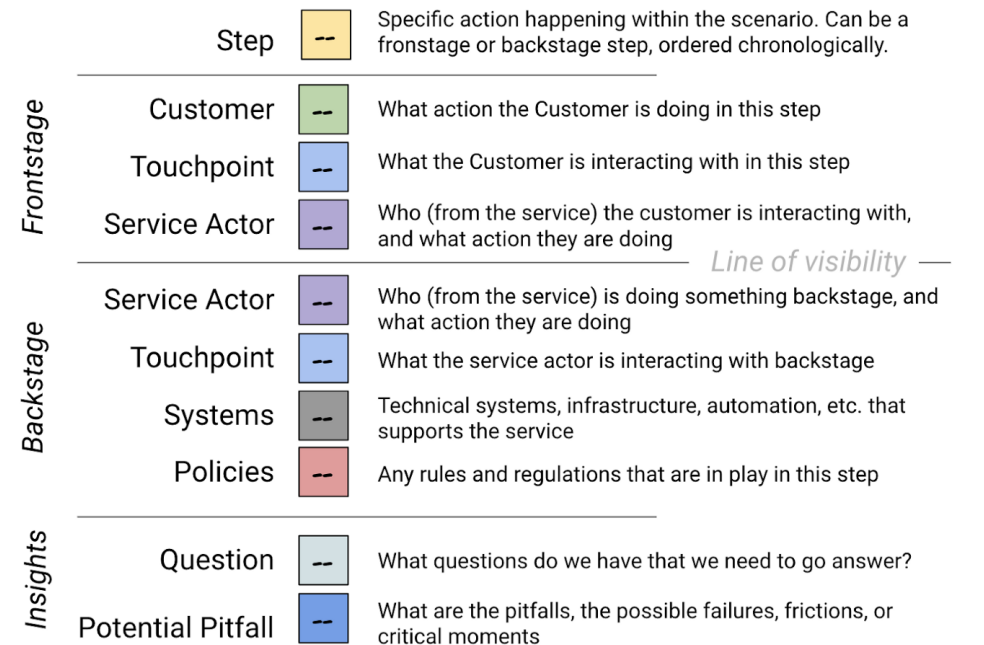 Step
--
Specific action happening within the scenario. Can be a
fronstage or backstage step, ordered chronologically.
Frontstage
Customer
--
What action the Customer is doing in this step
Touchpoint
--
What the Customer is interacting with in this step
Service Actor
--
Who (from the service) the customer is interacting with,
and what action they are doing
Line of visibility
Backstage
Service Actor
--
Who (from the service) is doing something backstage, and
what action they are doing
Touchpoint
--
What the service actor is interacting with backstage
Systems
--
Technical systems, infrastructure, automation, etc. that
supports the service
Policies
--
Any rules and regulations that are in play in this step
Insights
Question
--
What questions do we have that we need to go answer?
Potential Pitfall
--
What are the pitfalls, the possible failures, frictions, or
critical moments